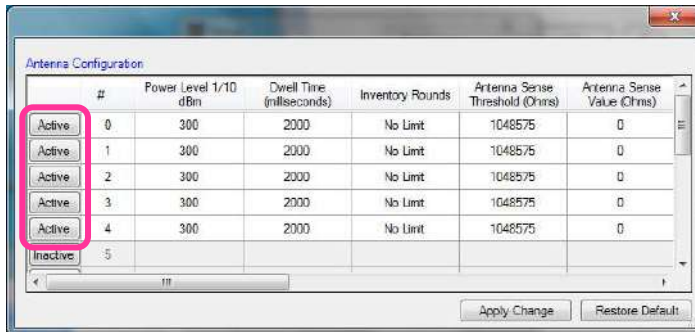 Antenna Configuration
# Power Level 1/10 dBm Dwell Time (milliseconds) Inventory Rounds Antenna Sense Threshold (Ohms) Antenna Sense Value (Ohms)
Active 0 300 2000 No Limit 1048575 0
Active 1 300 2000 No Limit 1048575 0
Active 2 300 2000 No Limit 1048575 0
Active 3 300 2000 No Limit 1048575 0
Active 4 300 2000 No Limit 1048575 0
Inactive 5
Apply Change Restore Default